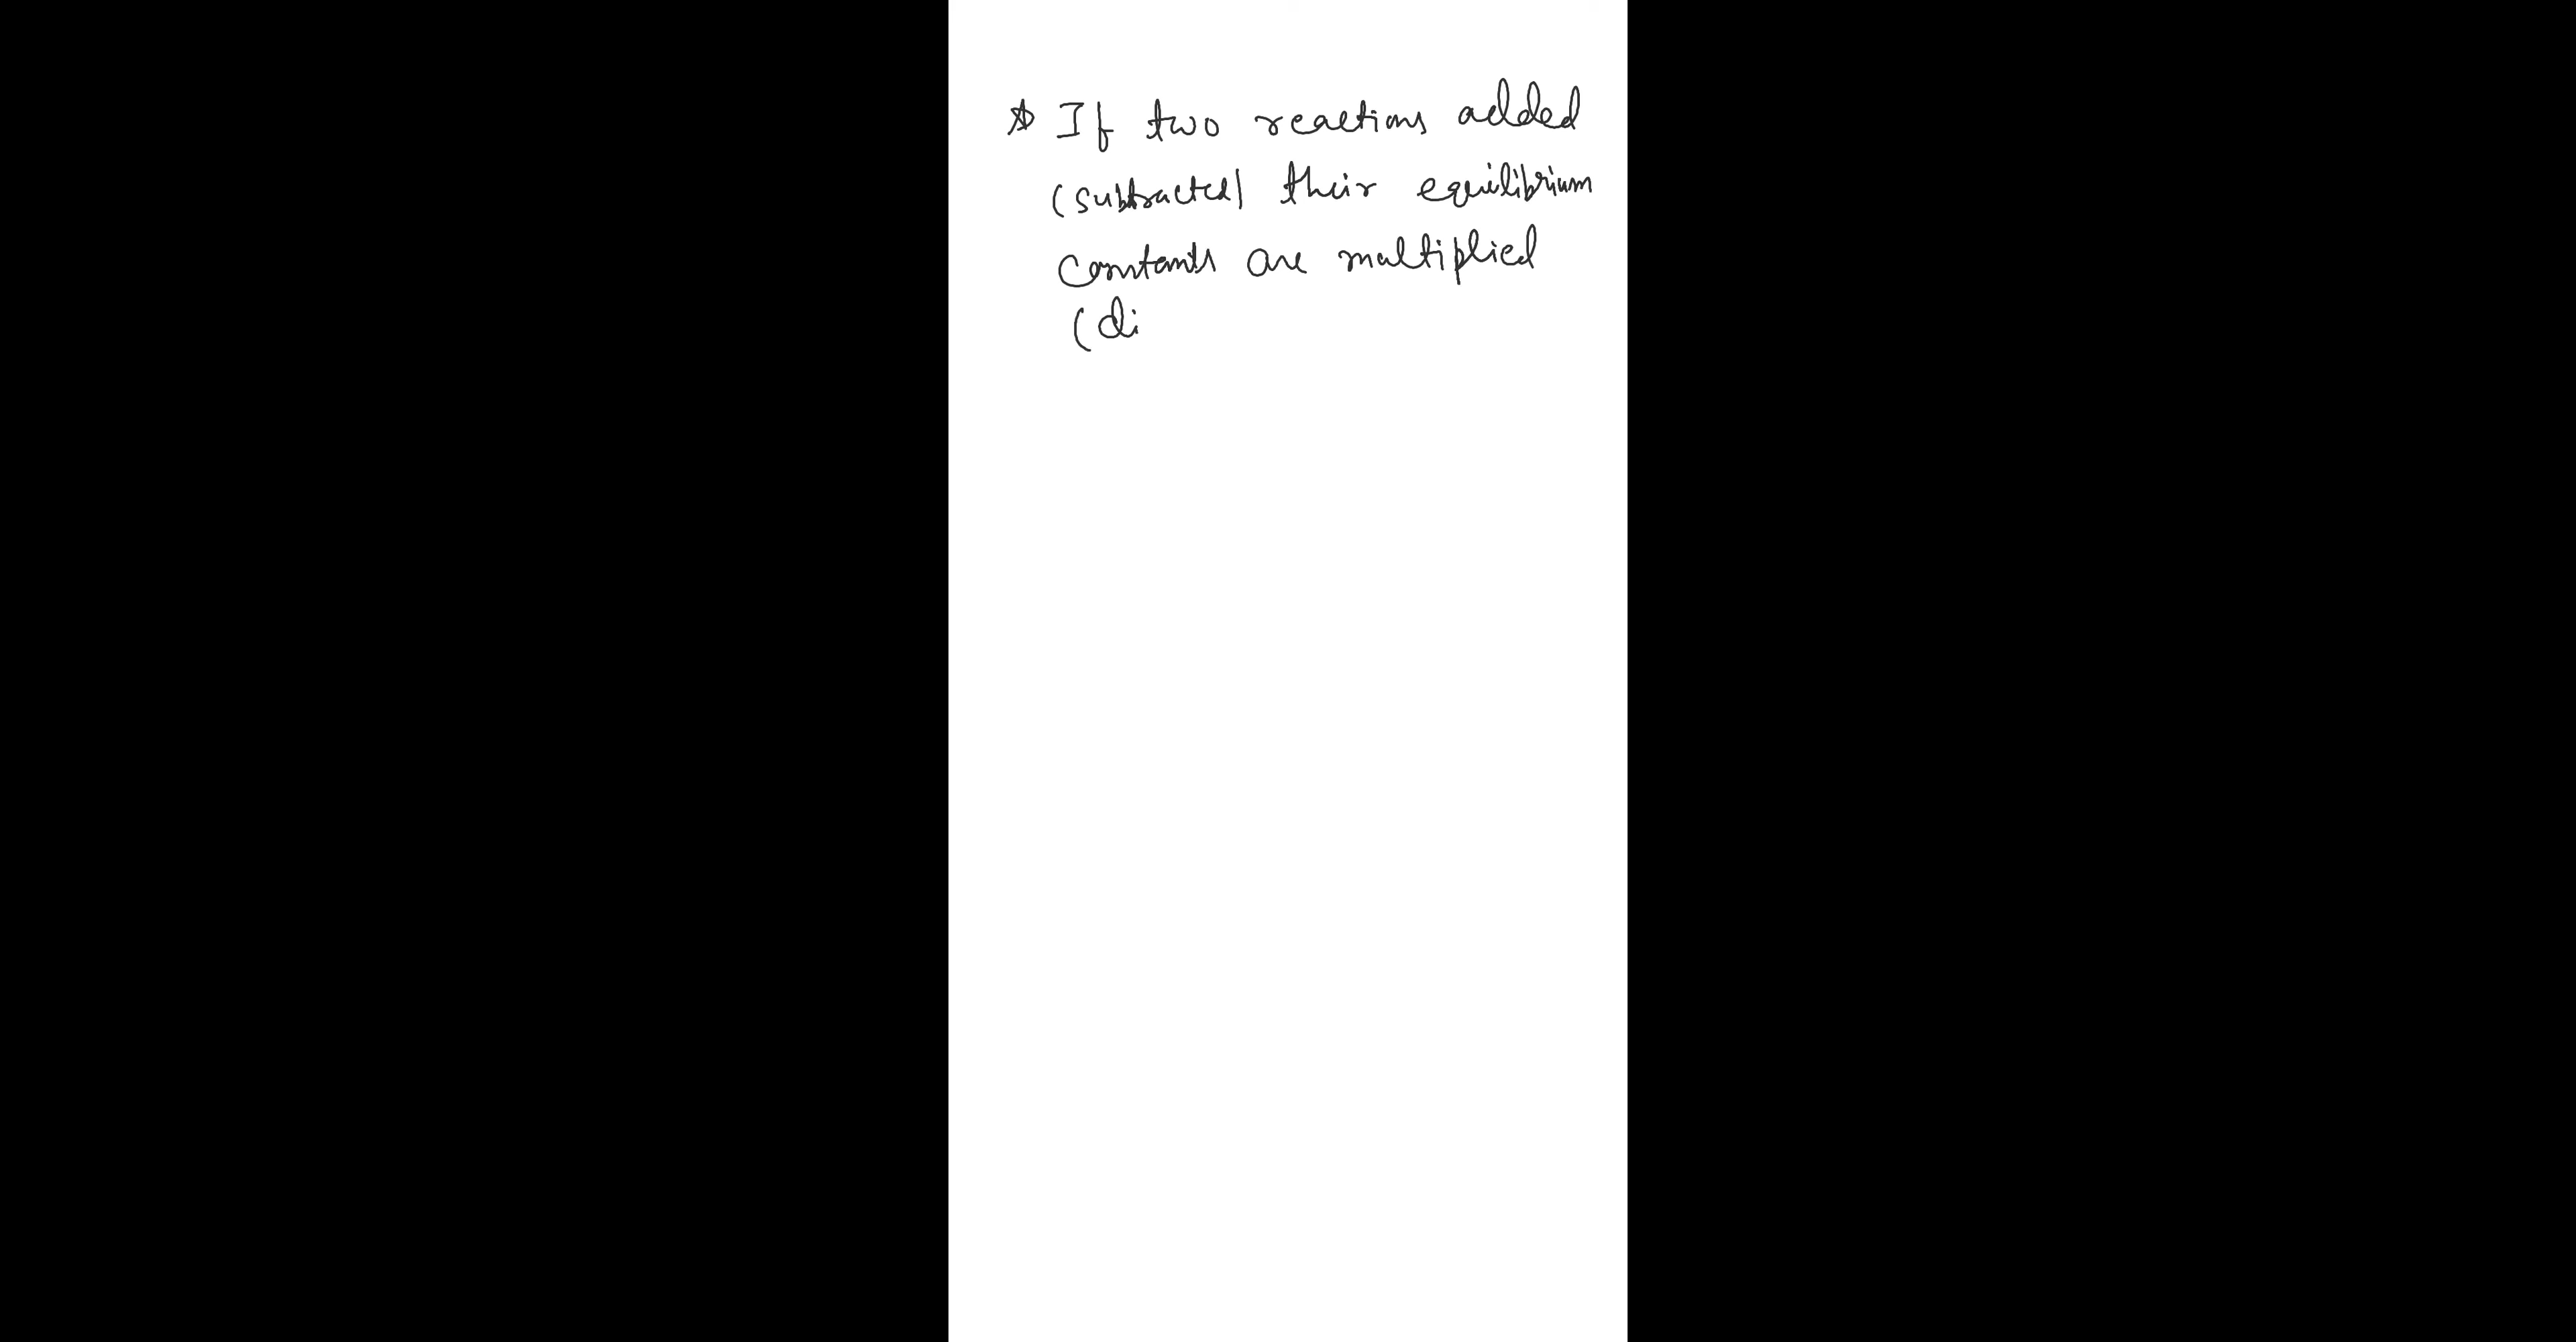 ☆ If two reactions added
(subtracted) their equilibrium
constants are multiplied
(di